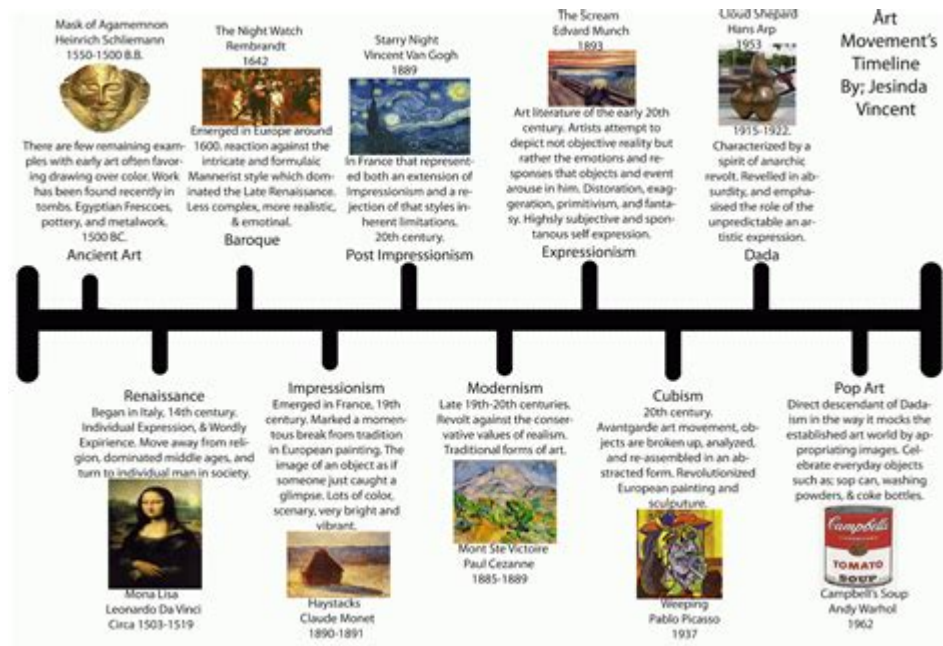 Mask of Agamemnon
Heinrich Schliemann
1550-1500 B.B.
There are few remaining exam-
ples with early art often favor-
ing drawing over color. Work
has been found recently in
tombs. Egyptian Frescoes,
pottery, and metalwork.
1500 BC.
Ancient Art
The Night Watch
Rembrandt
1642
Emerged in Europe around
1600. reaction against the
intricate and formulaic
Mannerist style which dom-
inated the Late Renaissance.
Less complex, more realistic,
& emotinal.
Baroque
Starry Night
Vincent Van Gogh
1889
In France that represent-
ed both an extension of
Impressionism and a re-
jection of that styles in-
herent limitations.
20th century.
Post Impressionism
The Scream
Edvard Munch
1893
Art literature of the early 20th
century. Artists attempt to
depict not objective reality but
rather the emotions and re-
sponses that objects and event
arouse in him. Distoration, exag-
geration, primitivism, and fanta-
sy. Highsly subjective and spon-
tanous self expression.
Expressionism
Cloud Shepard
Hans Arp
1953
1915-1922.
Characterized by a
spirit of anarchic
revolt. Revelled in ab-
surdity, and empha-
sised the role of the
unpredictable an ar-
tistic expression.
Dada
Art
Movement's
Timeline
By; Jesinda
Vincent
Renaissance
Began in Italy, 14th century.
Individual Expression, & Wordly
Expirience. Move away from reli-
gion, dominated middle ages, and
turn to individual man in society.
Mona Lisa
Leonardo Da Vinci
Circa 1503-1519
Impressionism
Emerged in France, 19th
century. Marked a momen-
tous break from tradition
in European painting. The
image of an object as if
someone just caught a
glimpse. Lots of color,
scenary, very bright and
vibrant.
Haystacks
Claude Monet
1890-1891
Modernism
Late 19th-20th centuries.
Revolt against the conser-
vative values of realism.
Traditional forms of art.
Mont Ste Victoire
Paul Cezanne
1885-1889
Cubism
20th century.
Avantgarde art movement, ob-
jects are broken up, analyzed,
and re-assembled in an ab-
stracted form. Revolutionized
European painting and
sculputure.
Weeping
Pablo Picasso
1937
Pop Art
Direct descendant of Dada-
ism in the way it mocks the
established art world by ap-
propriating images. Cel-
ebrate everyday objects
such as; sop can, washing
powders, & coke bottles.
Campbell's
TOMATO
SOUP
Campbell's Soup
Andy Warhol
1962